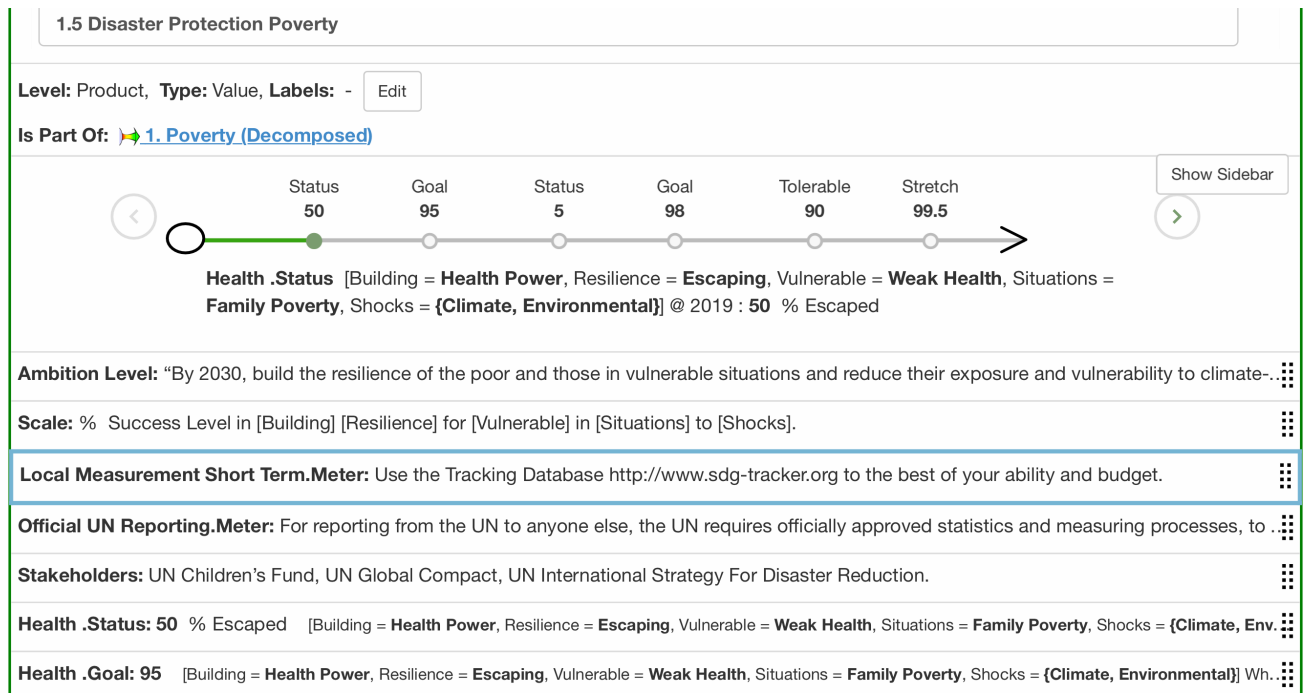 1.5 Disaster Protection Poverty
Level: Product, Type: Value, Labels: - Edit
Is Part Of: 1. Poverty (Decomposed)
Show Sidebar
Status Goal Status Goal Tolerable Stretch
50 95 5 98 90 99.5
Health .Status [Building = Health Power, Resilience = Escaping, Vulnerable = Weak Health, Situations =
Family Poverty, Shocks = {Climate, Environmental}] @ 2019 : 50 % Escaped
Ambition Level: “By 2030, build the resilience of the poor and those in vulnerable situations and reduce their exposure and vulnerability to climate-...
Scale: % Success Level in [Building] [Resilience] for [Vulnerable] in [Situations] to [Shocks].
Local Measurement Short Term.Meter: Use the Tracking Database http://www.sdg-tracker.org to the best of your ability and budget.
Official UN Reporting.Meter: For reporting from the UN to anyone else, the UN requires officially approved statistics and measuring processes, to ...
Stakeholders: UN Children’s Fund, UN Global Compact, UN International Strategy For Disaster Reduction.
Health .Status: 50 % Escaped [Building = Health Power, Resilience = Escaping, Vulnerable = Weak Health, Situations = Family Poverty, Shocks = {Climate, Env...
Health .Goal: 95 [Building = Health Power, Resilience = Escaping, Vulnerable = Weak Health, Situations = Family Poverty, Shocks = {Climate, Environmental}] Wh...